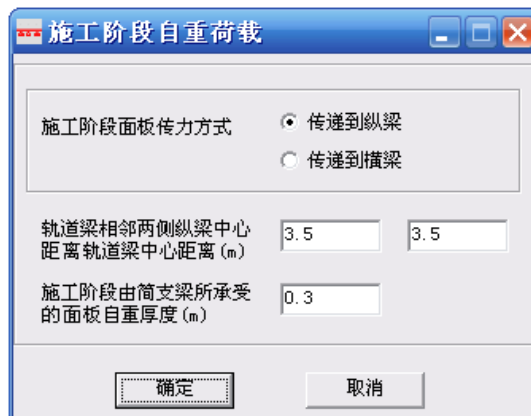 施工阶段自重荷载
施工阶段面板传力方式
传递到纵梁
传递到横梁
轨道梁相邻两侧纵梁中心
距离轨道梁中心距离(m)
3.5
3.5
施工阶段由简支梁所承受
的面板自重厚度(m)
0.3
确定
取消